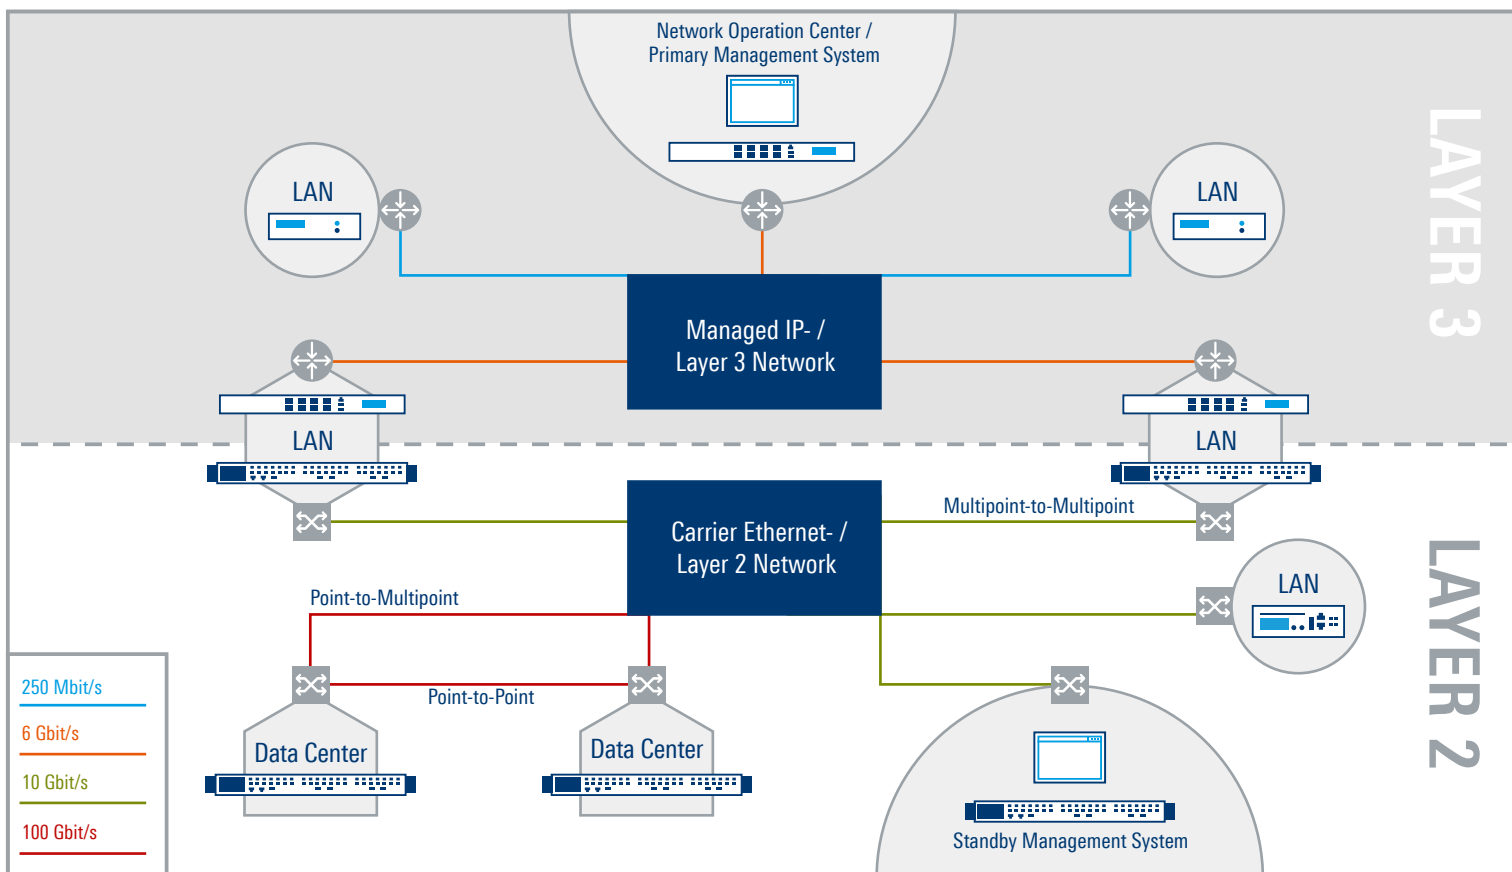 Network Operation Center /
Primary Management System
LAN
LAN
LAYER 3
Managed IP- /
Layer 3 Network
LAN
LAN
Carrier Ethernet- /
Layer 2 Network
Multipoint-to-Multipoint
LAN
LAYER 2
Point-to-Multipoint
Point-to-Point
Data Center
Data Center
Standby Management System
250 Mbit/s
6 Gbit/s
10 Gbit/s
100 Gbit/s